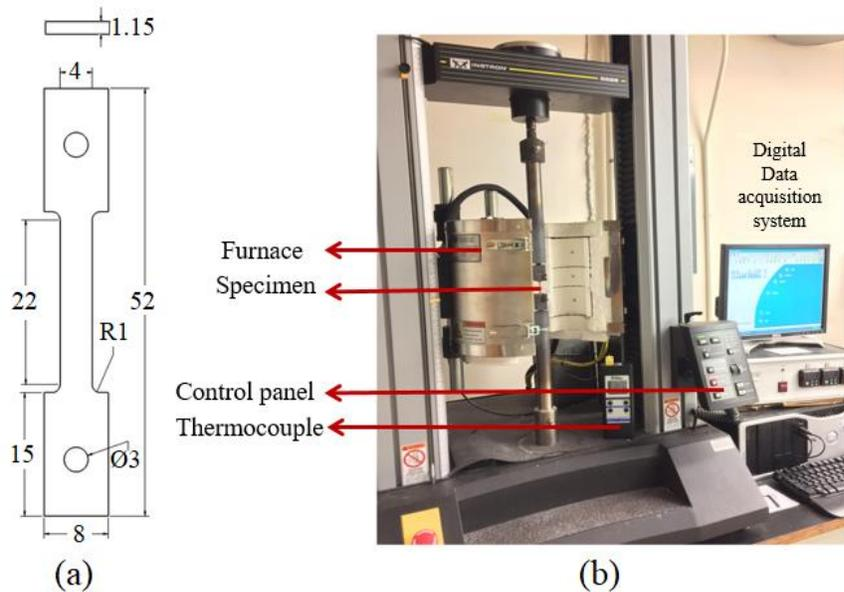 1.15
4
22
52
R1
15
Ø3
8
(a)
INSTRON
Digital
Data
acquisition
system
Furnace
Specimen
Control panel
Thermocouple
(b)